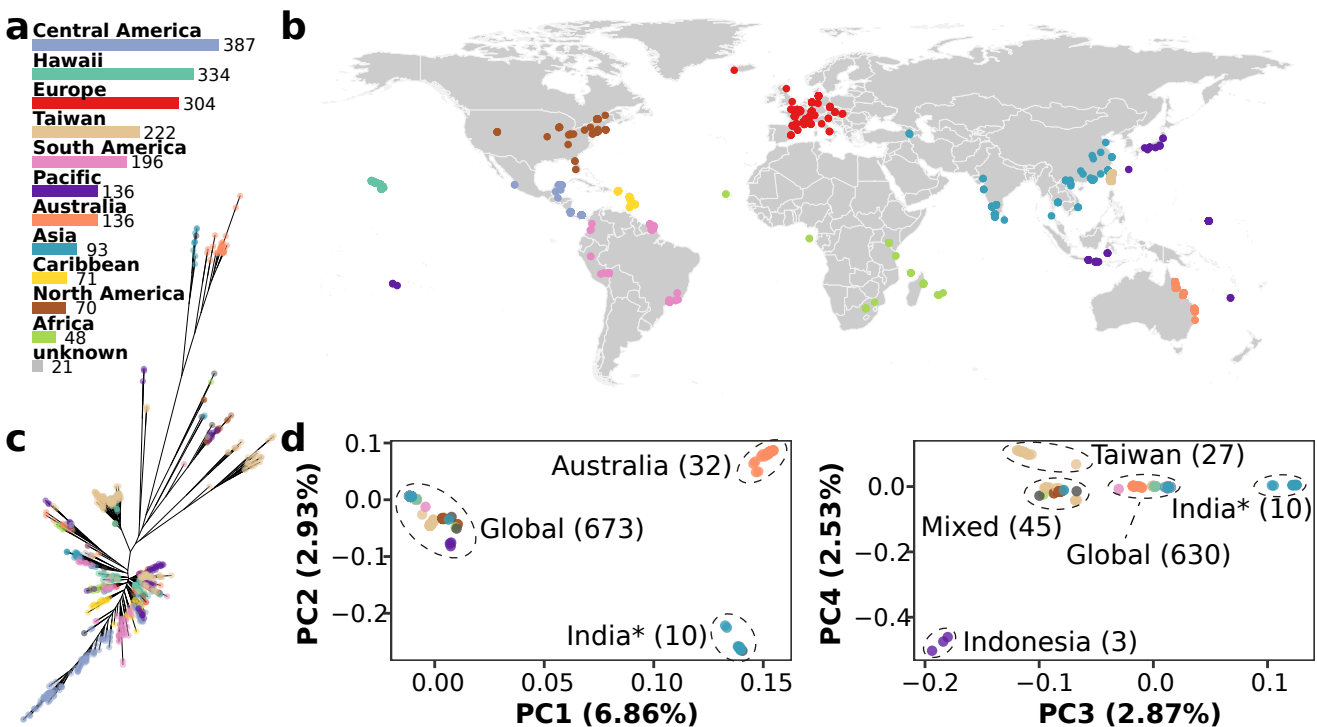 a
Central America
387
Hawaii
334
Europe
304
Taiwan
222
South America
196
Pacific
136
Australia
136
Asia
93
Caribbean
71
North America
70
Africa
48
unknown
21
b
c
d
0.1
0.0
−0.1
−0.2
PC2 (2.93%)
Australia (32)
Global (673)
India* (10)
0.00
0.05
0.10
0.15
PC1 (6.86%)
0.0
−0.2
−0.4
PC4 (2.53%)
Taiwan (27)
India* (10)
Mixed (45)
Global (630)
Indonesia (3)
−0.2
−0.1
0.0
0.1
PC3 (2.87%)